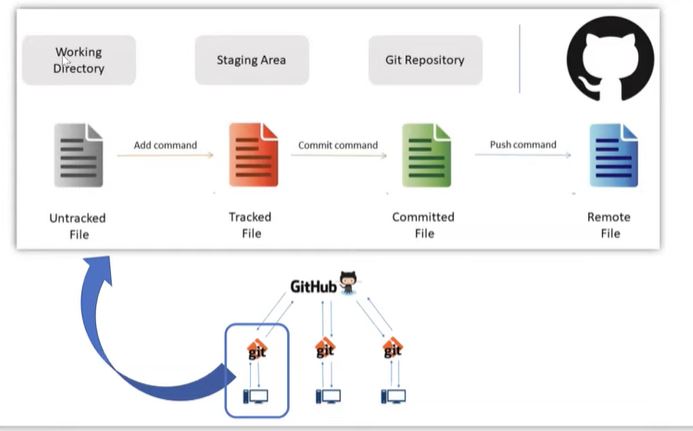 Working
Directory
Staging Area
Git Repository
Add command
Commit command
Push command
Untracked
File
Tracked
File
Committed
File
Remote
File
GitHub
git
git
git